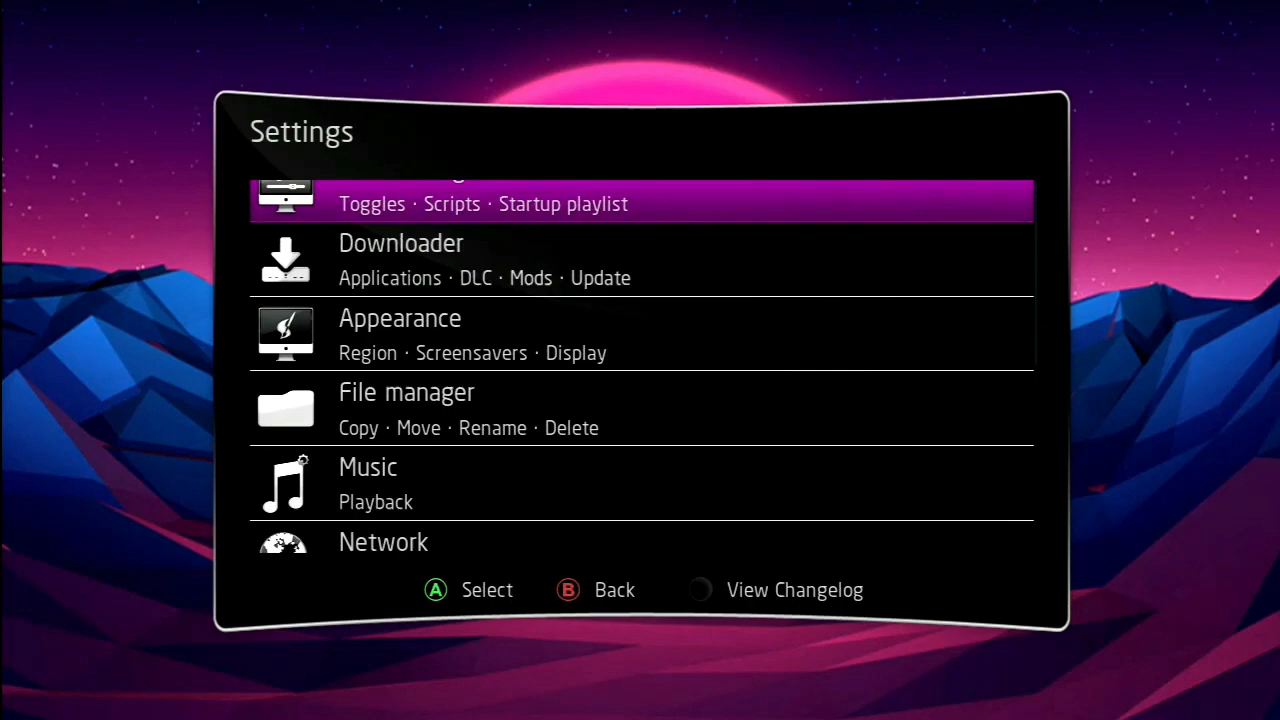 Settings
Toggles · Scripts · Startup playlist
Downloader
Applications · DLC · Mods · Update
Appearance
Region · Screensavers · Display
File manager
Copy · Move · Rename · Delete
Music
Playback
Network
A Select B Back View Changelog